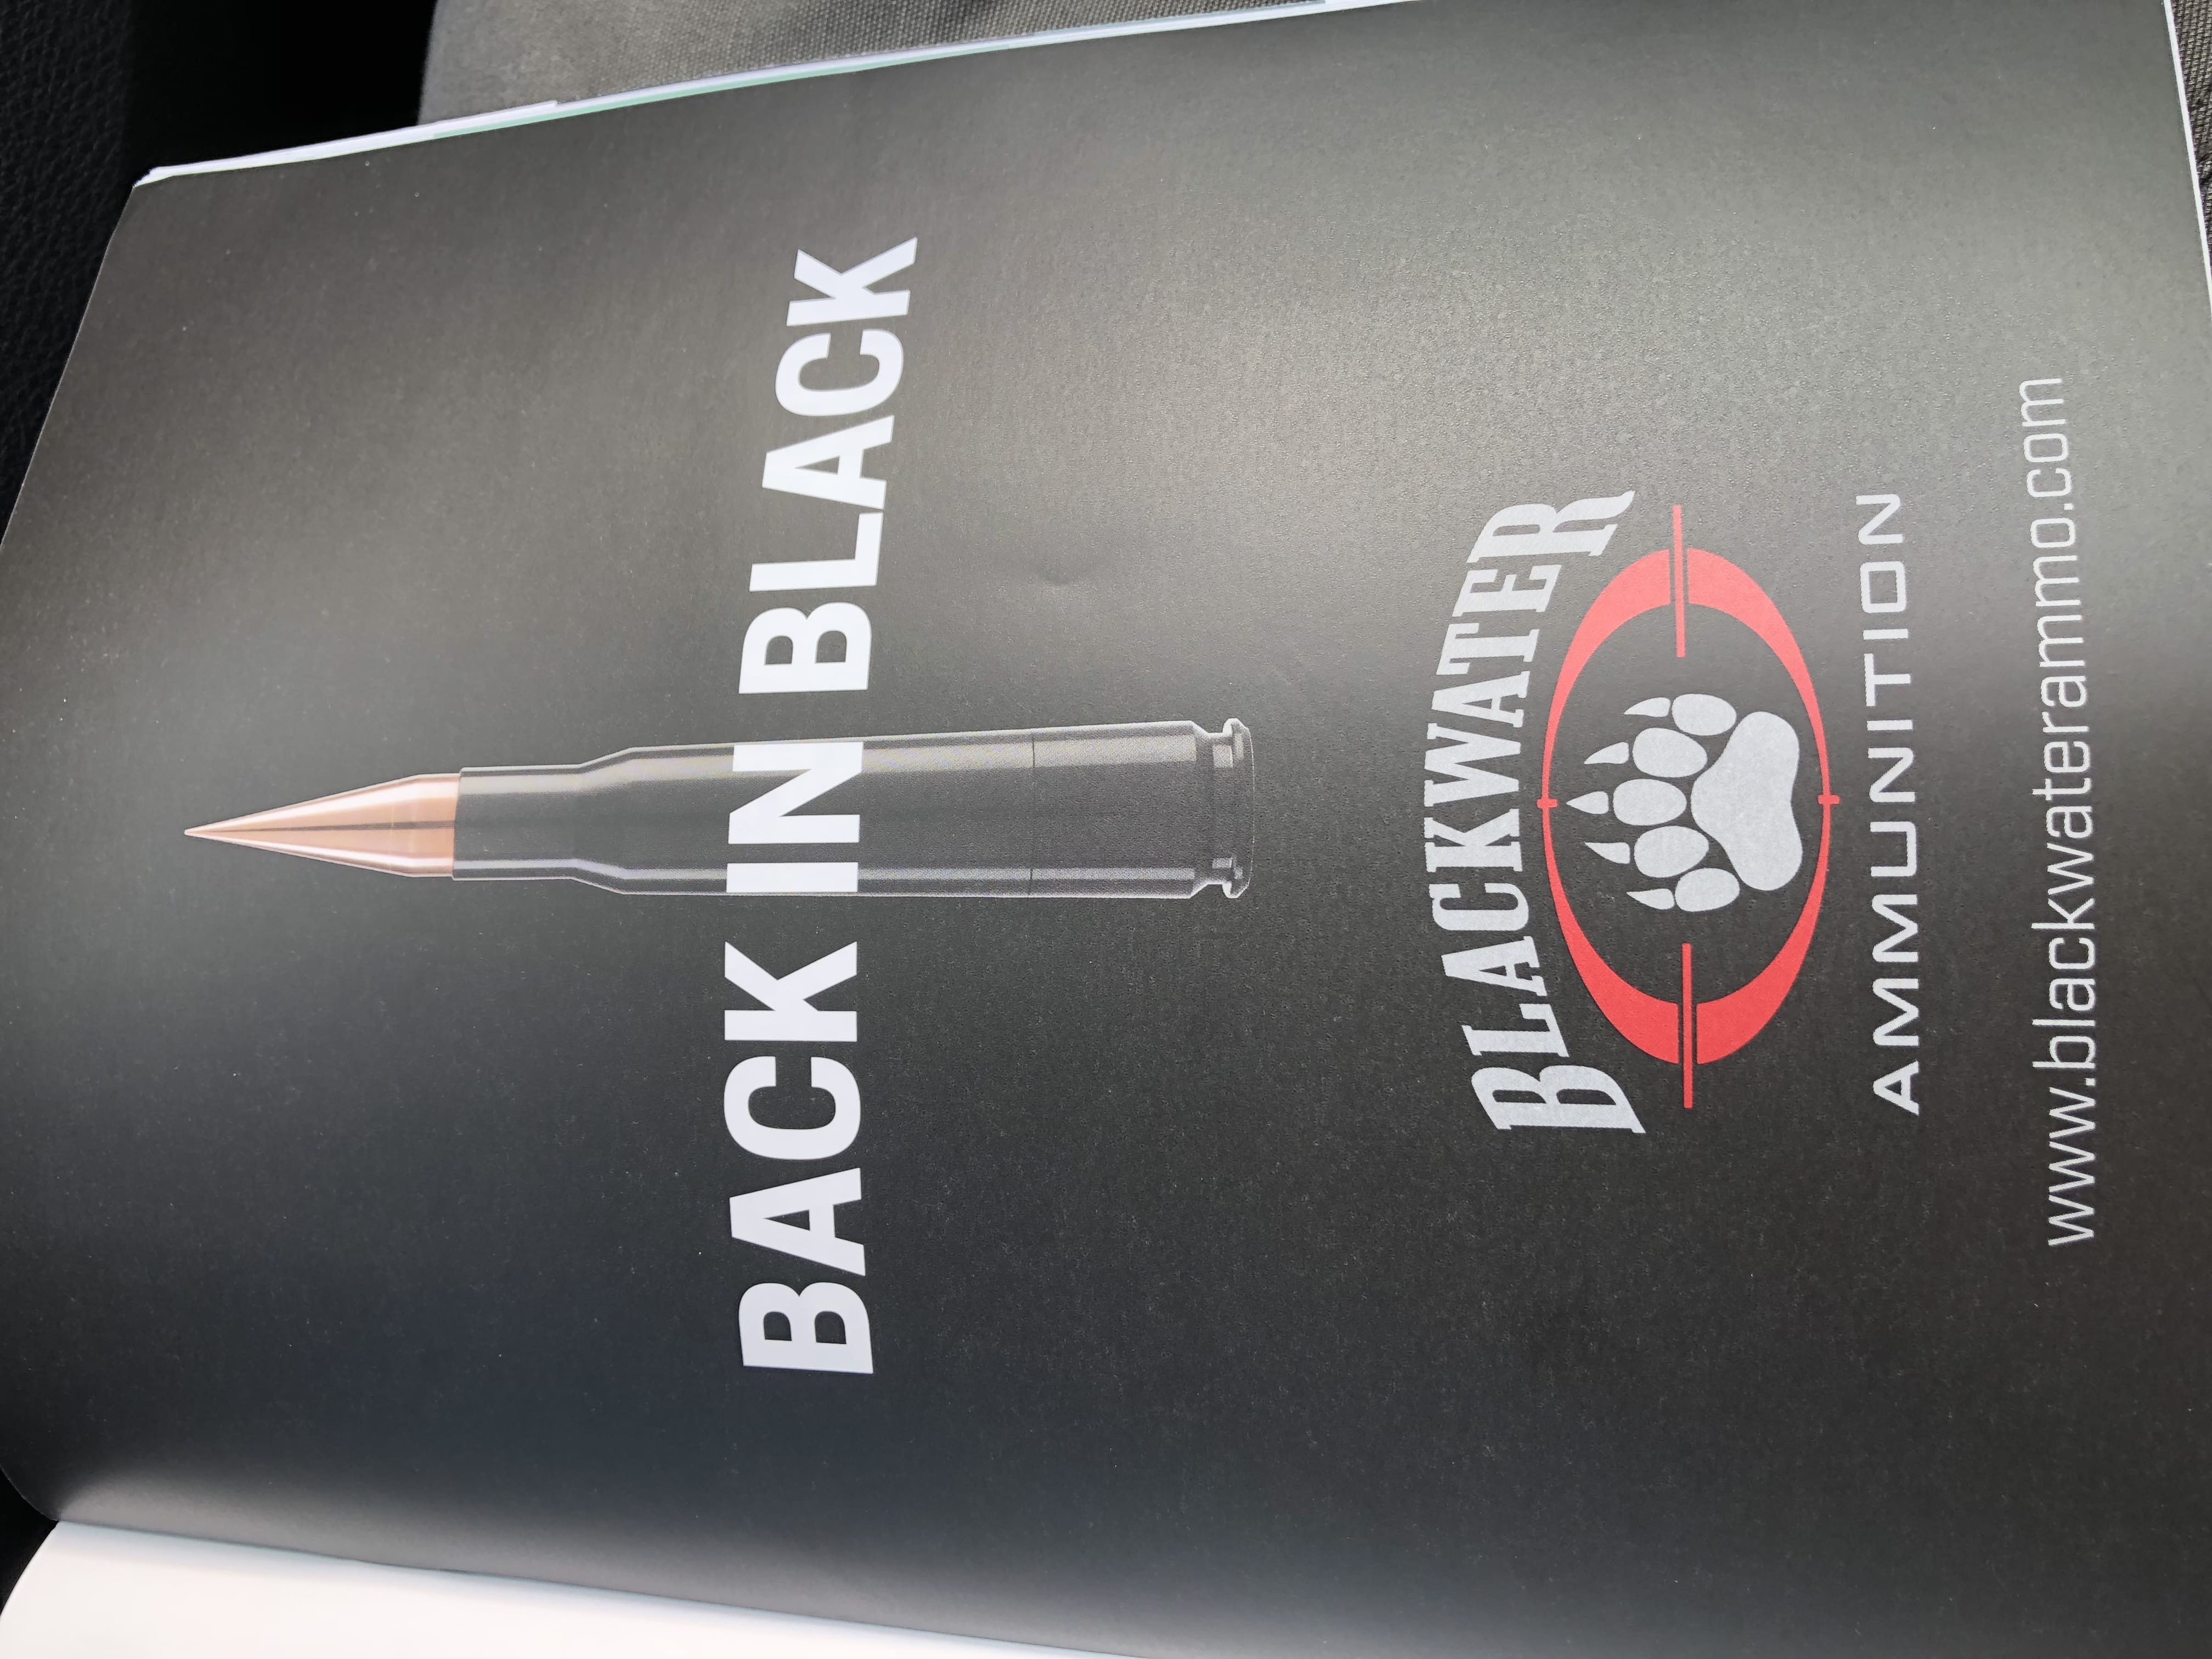 BACK IN BLACK
BLACKWATER
AMMUNITION
www.blackwaterammo.com